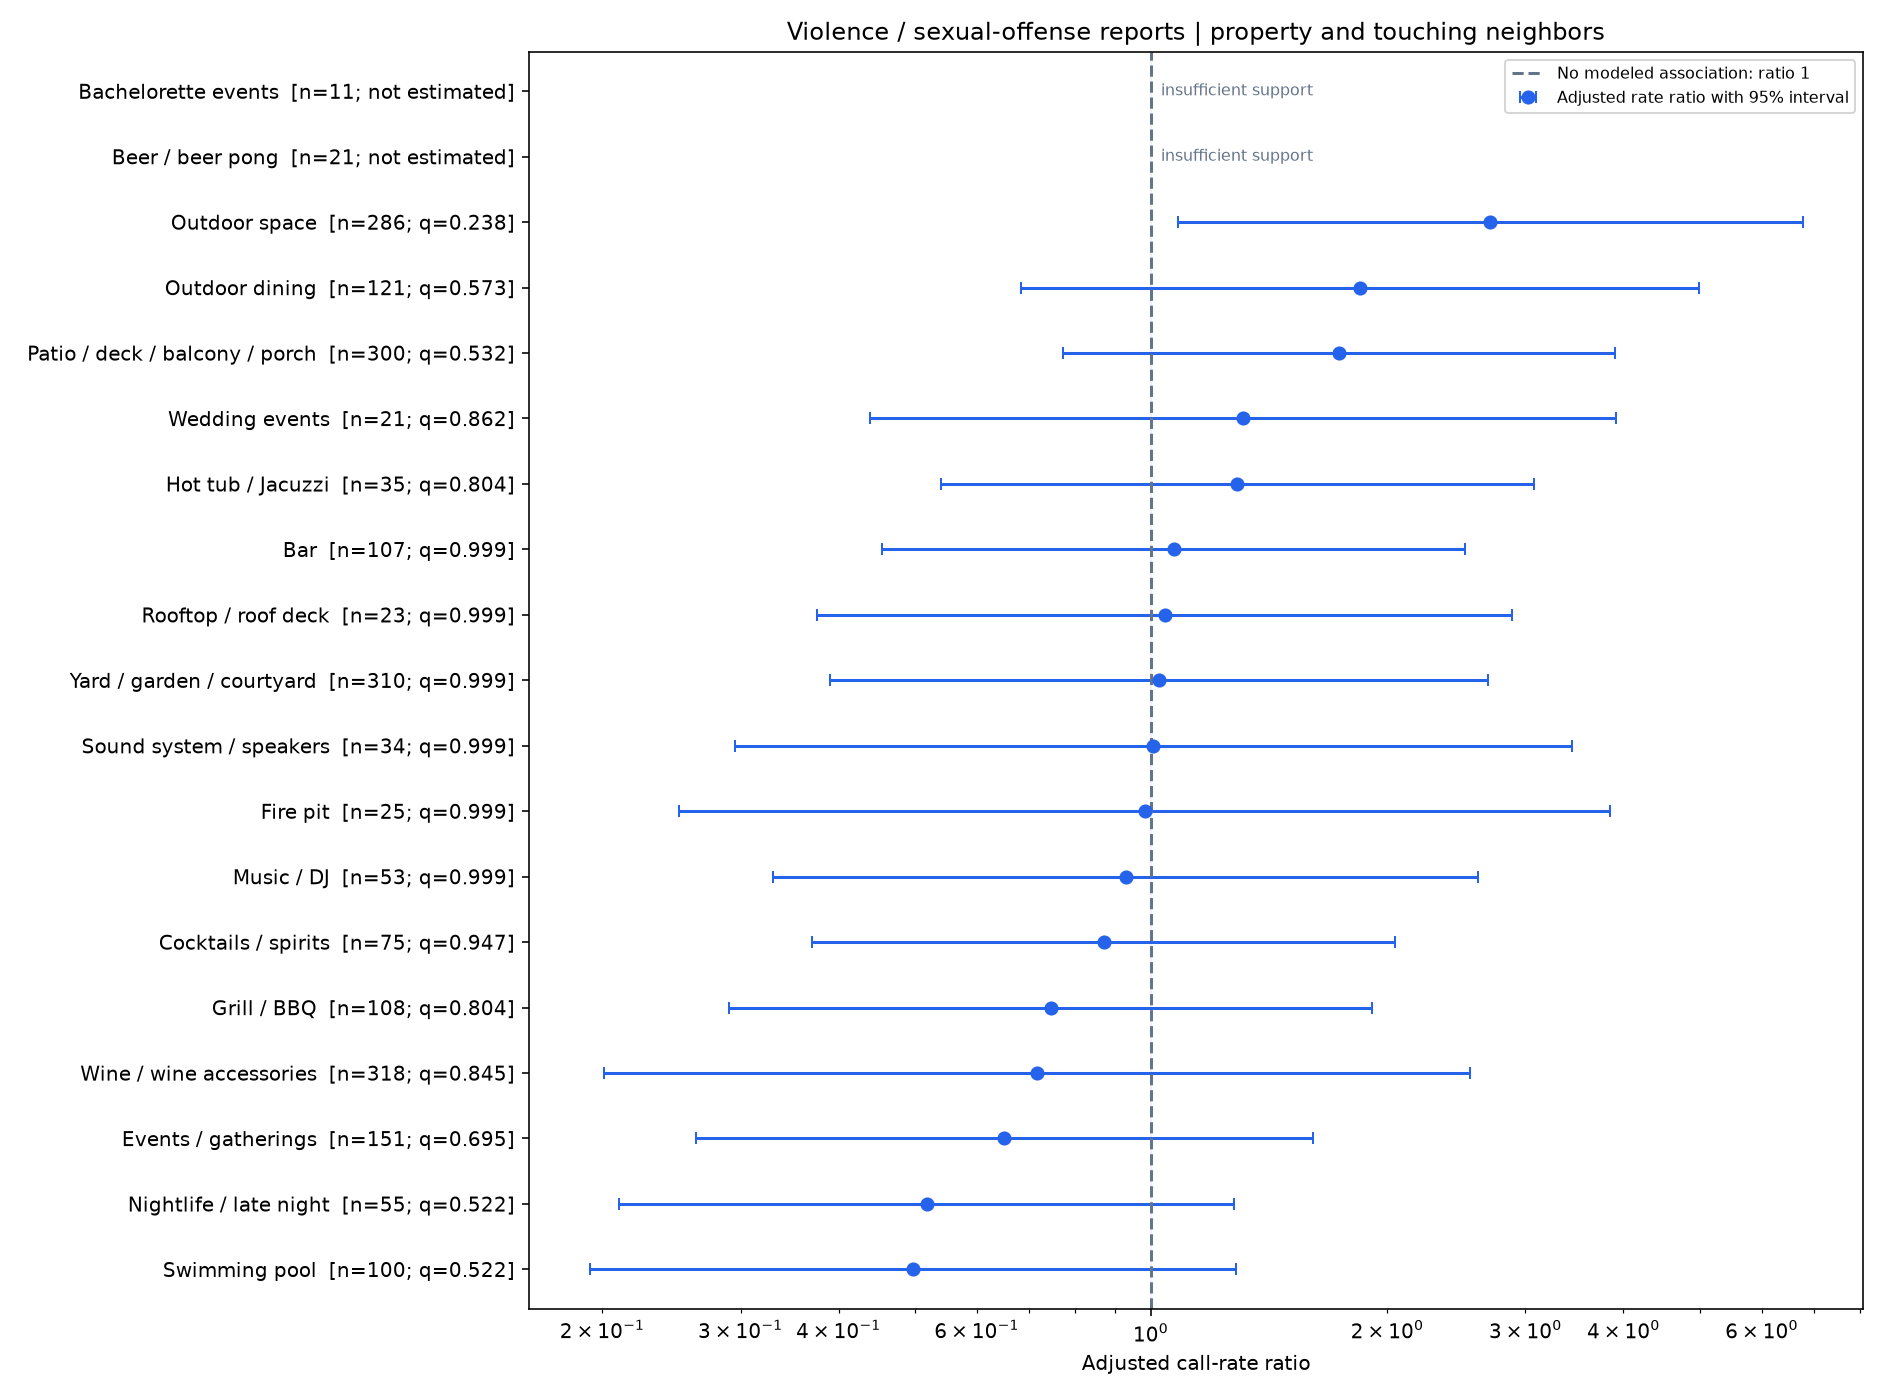 Violence / sexual-offense reports | property and touching neighbors
No modeled association: ratio 1
Adjusted rate ratio with 95% interval
Bachelorette events [n=11; not estimated]
insufficient support
Beer / beer pong [n=21; not estimated]
insufficient support
Outdoor space [n=286; q=0.238]
Outdoor dining [n=121; q=0.573]
Patio / deck / balcony / porch [n=300; q=0.532]
Wedding events [n=21; q=0.862]
Hot tub / Jacuzzi [n=35; q=0.804]
Bar [n=107; q=0.999]
Rooftop / roof deck [n=23; q=0.999]
Yard / garden / courtyard [n=310; q=0.999]
Sound system / speakers [n=34; q=0.999]
Fire pit [n=25; q=0.999]
Music / DJ [n=53; q=0.999]
Cocktails / spirits [n=75; q=0.947]
Grill / BBQ [n=108; q=0.804]
Wine / wine accessories [n=318; q=0.845]
Events / gatherings [n=151; q=0.695]
Nightlife / late night [n=55; q=0.522]
Swimming pool [n=100; q=0.522]
2 × 10⁻¹ 3 × 10⁻¹ 4 × 10⁻¹ 6 × 10⁻¹ 10⁰ 2 × 10⁰ 3 × 10⁰ 4 × 10⁰ 6 × 10⁰
Adjusted call-rate ratio